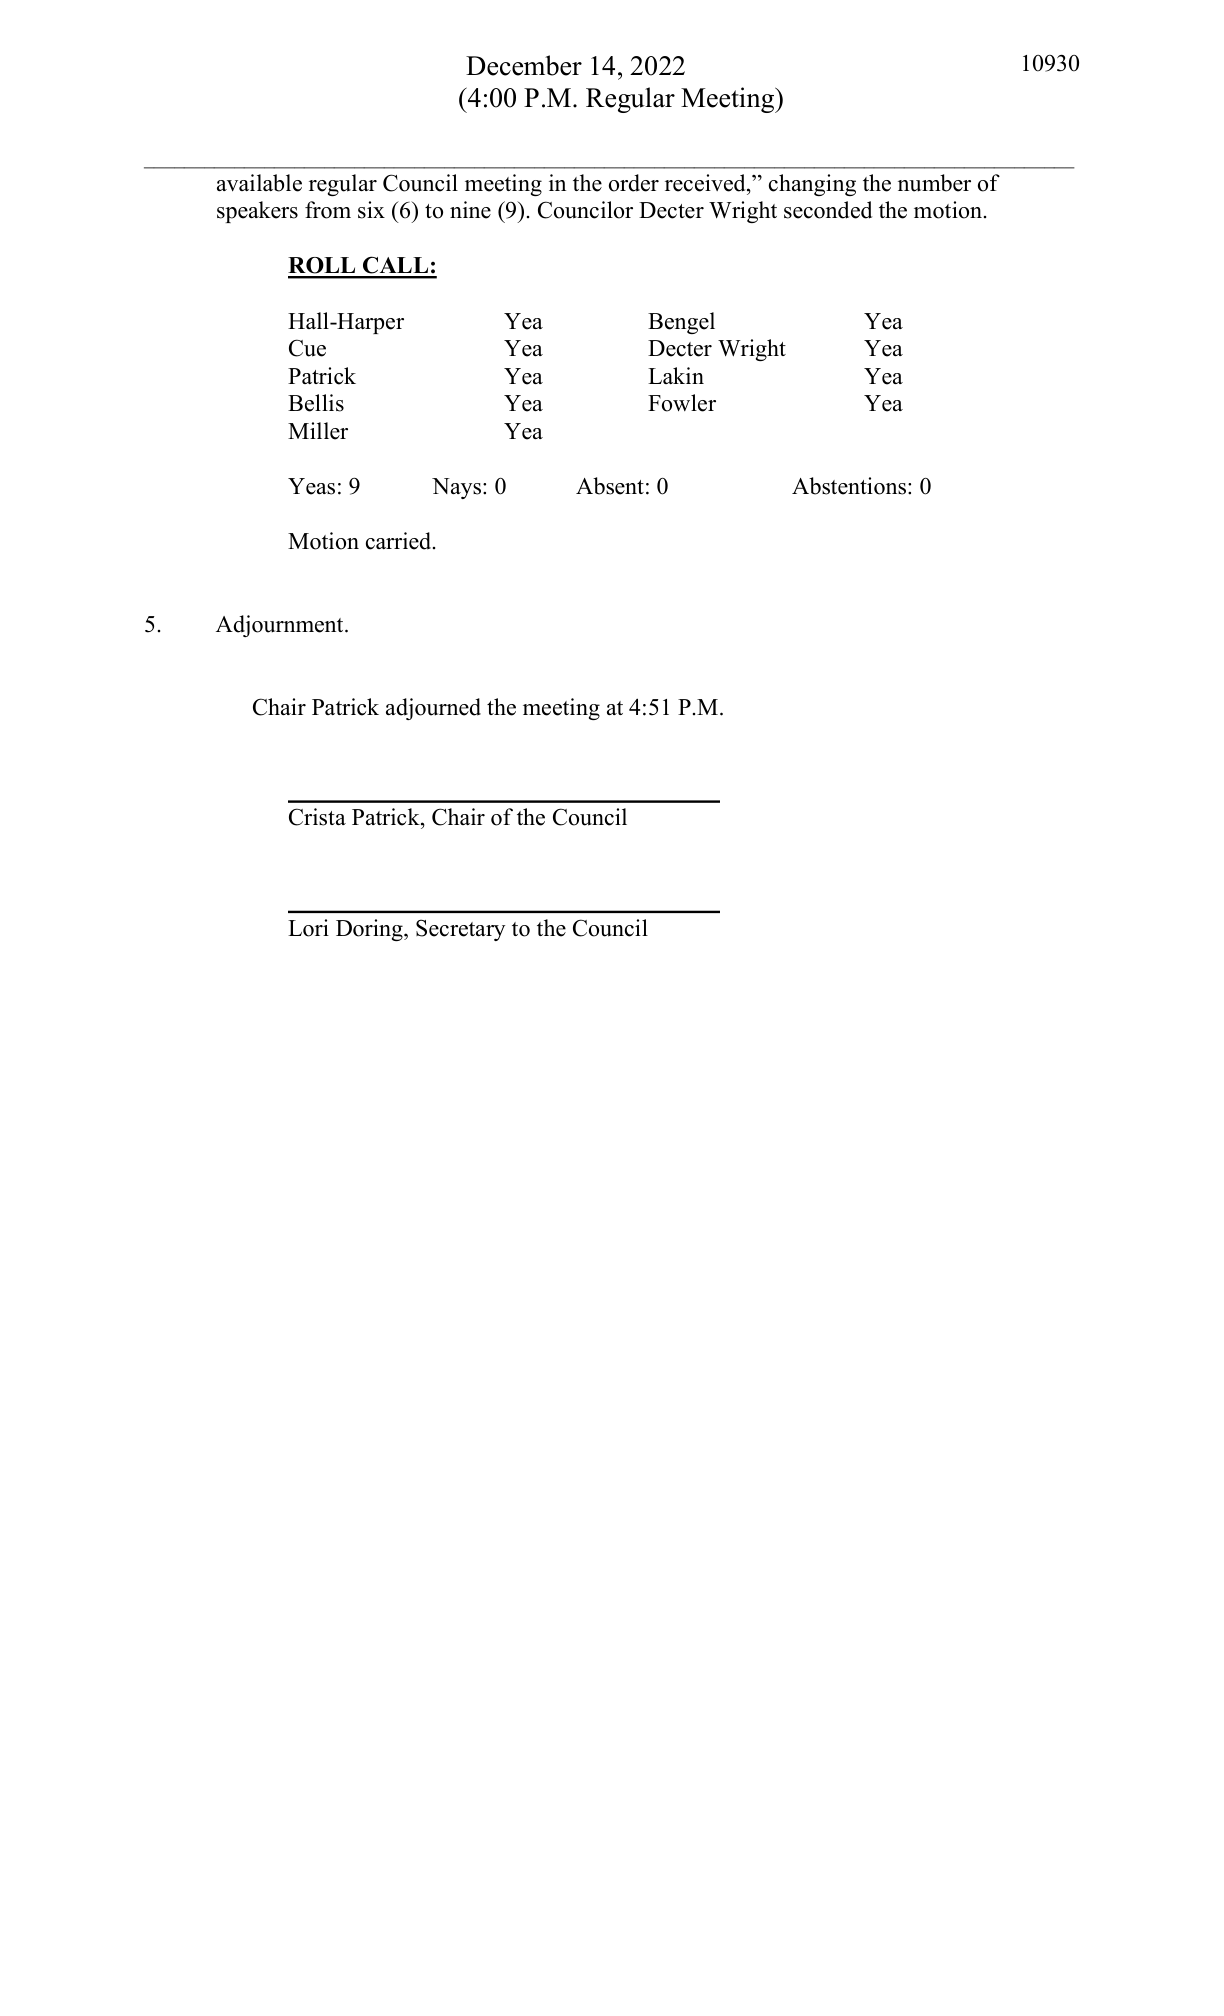 December 14, 2022
(4:00 P.M. Regular Meeting)
10930
available regular Council meeting in the order received,” changing the number of
speakers from six (6) to nine (9). Councilor Decter Wright seconded the motion.
ROLL CALL:
Hall-Harper Yea Bengel Yea
Cue Yea Decter Wright Yea
Patrick Yea Lakin Yea
Bellis Yea Fowler Yea
Miller Yea
Yeas: 9 Nays: 0 Absent: 0 Abstentions: 0
Motion carried.
5. Adjournment.
Chair Patrick adjourned the meeting at 4:51 P.M.
Crista Patrick, Chair of the Council
Lori Doring, Secretary to the Council